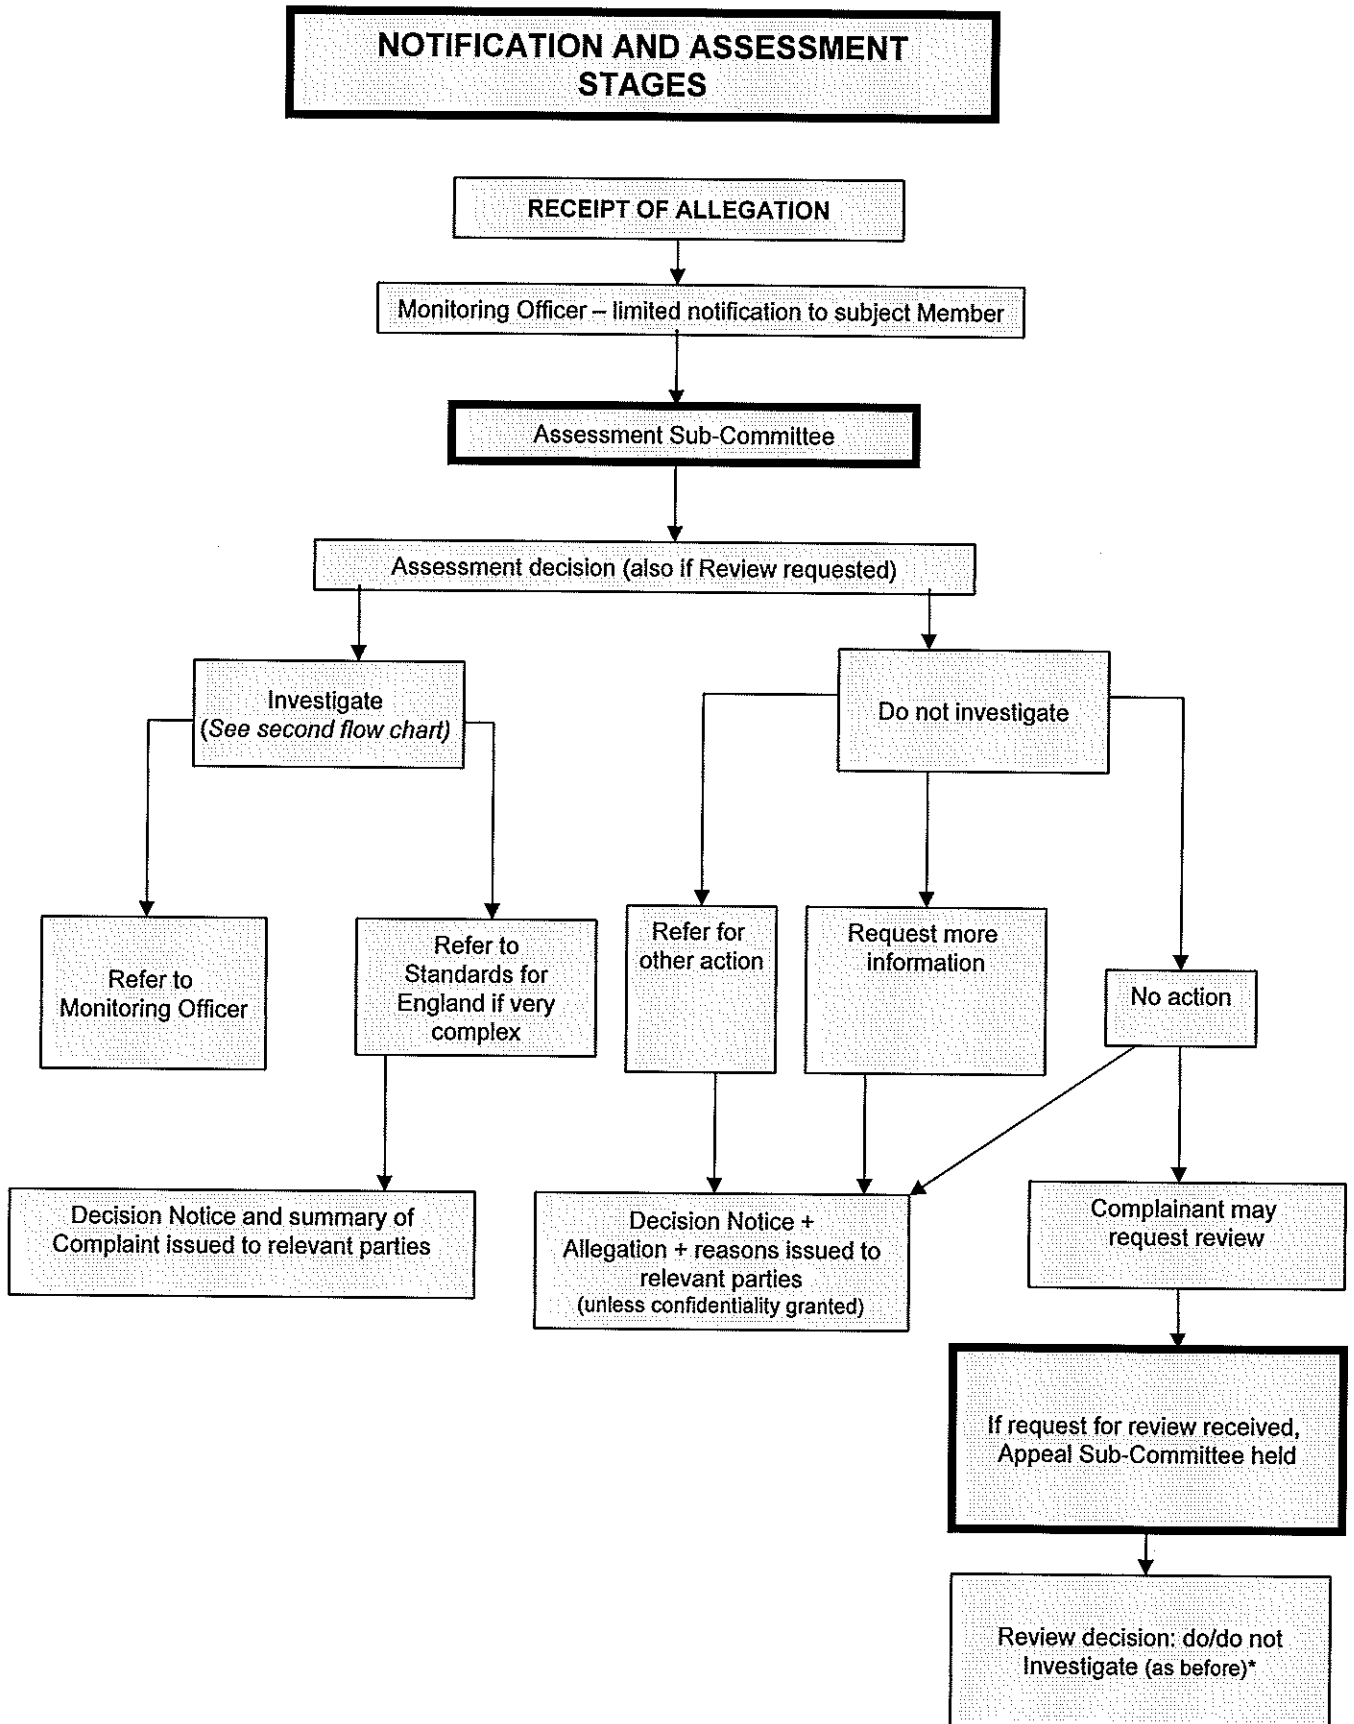 NOTIFICATION AND ASSESSMENT
STAGES
RECEIPT OF ALLEGATION
Monitoring Officer – limited notification to subject Member
Assessment Sub-Committee
Assessment decision (also if Review requested)
Investigate
(See second flow chart)
Do not investigate
Refer to
Monitoring Officer
Refer to
Standards for
England if very
complex
Refer for
other action
Request more
information
No action
Decision Notice and summary of
Complaint issued to relevant parties
Decision Notice +
Allegation + reasons issued to
relevant parties
(unless confidentiality granted)
Complainant may
request review
If request for review received,
Appeal Sub-Committee held
Review decision: do/do not
Investigate (as before)*